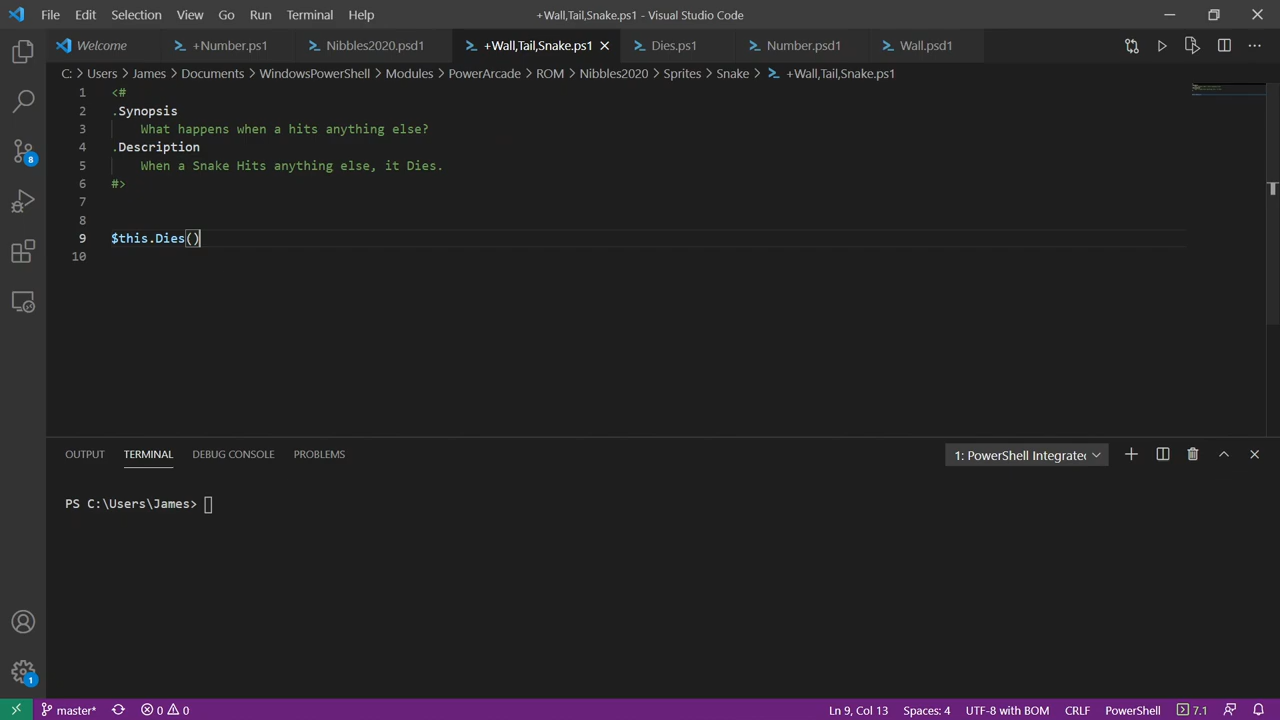 File Edit Selection View Go Run Terminal Help +Wall,Tail,Snake.ps1 - Visual Studio Code
Welcome +Number.ps1 Nibbles2020.psd1 +Wall,Tail,Snake.ps1 Dies.ps1 Number.psd1 Wall.psd1
C: > Users > James > Documents > WindowsPowerShell > Modules > PowerArcade > ROM > Nibbles2020 > Sprites > Snake > +Wall,Tail,Snake.ps1
1 <#
2 .Synopsis
3 What happens when a hits anything else?
4 .Description
5 When a Snake Hits anything else, it Dies.
6 #>
7
8
9 $this.Dies()
10
8
OUTPUT TERMINAL DEBUG CONSOLE PROBLEMS 1: PowerShell Integrated
PS C:\Users\James>
1
master* 0 0 Ln 9, Col 13 Spaces: 4 UTF-8 with BOM CRLF PowerShell 7.1